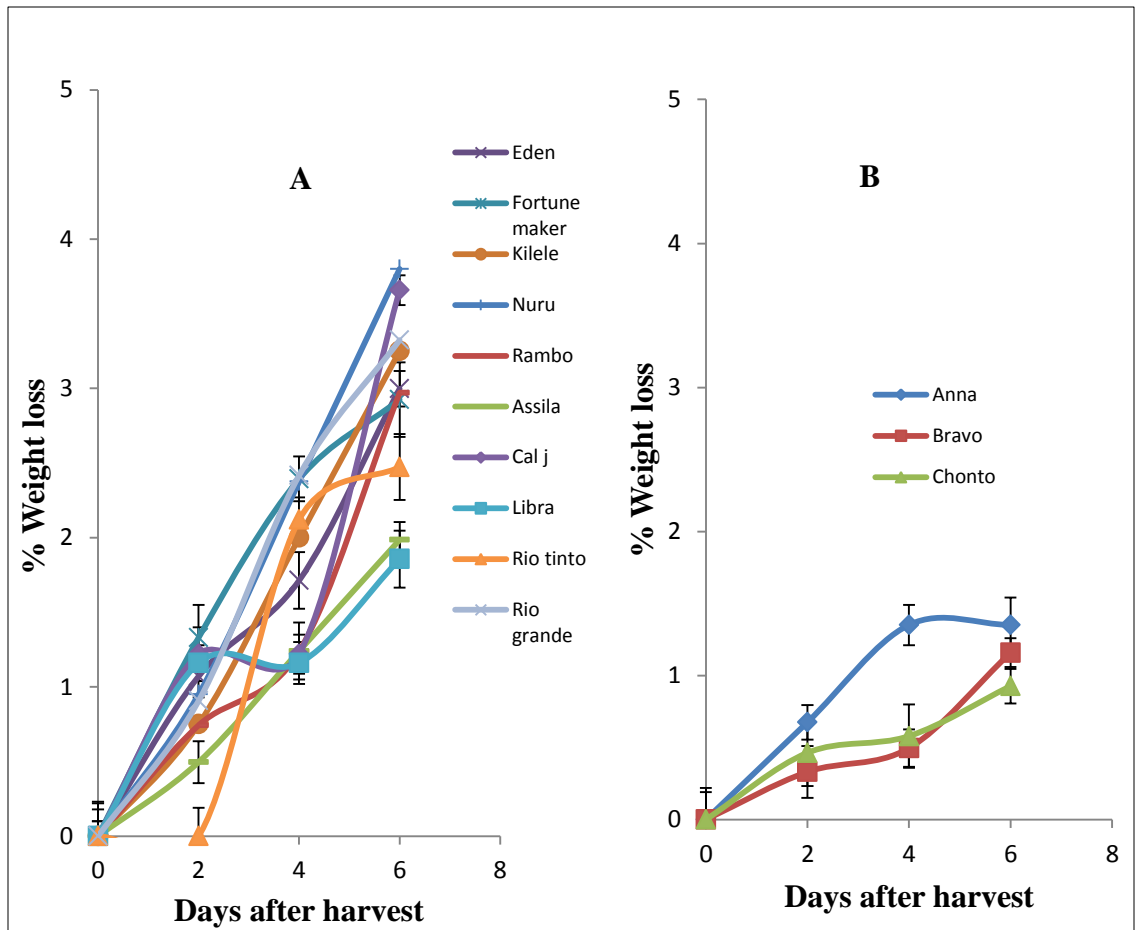 A
% Weight loss
5
4
3
2
1
0
0 2 4 6 8
Days after harvest
Eden
Fortune
maker
Kilele
Nuru
Rambo
Assila
Cal j
Libra
Rio tinto
Rio
grande
B
% Weight loss
5
4
3
2
1
0
0 2 4 6 8
Days after harvest
Anna
Bravo
Chonto